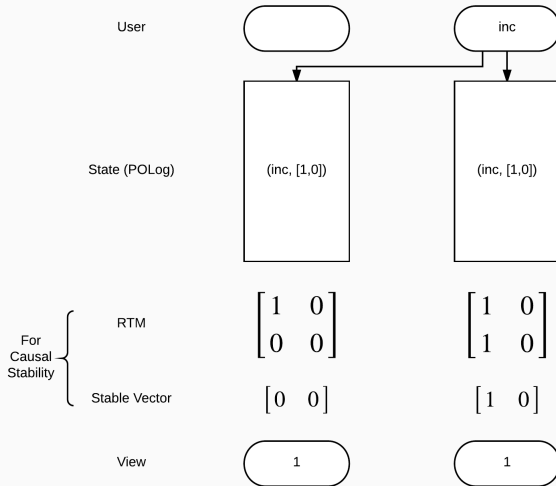 User
inc
State (POLog)
(inc, [1,0])
(inc, [1,0])
For
Causal
Stability
RTM
[1 0
0 0]
[1 0
1 0]
Stable Vector
[0 0]
[1 0]
View
1
1